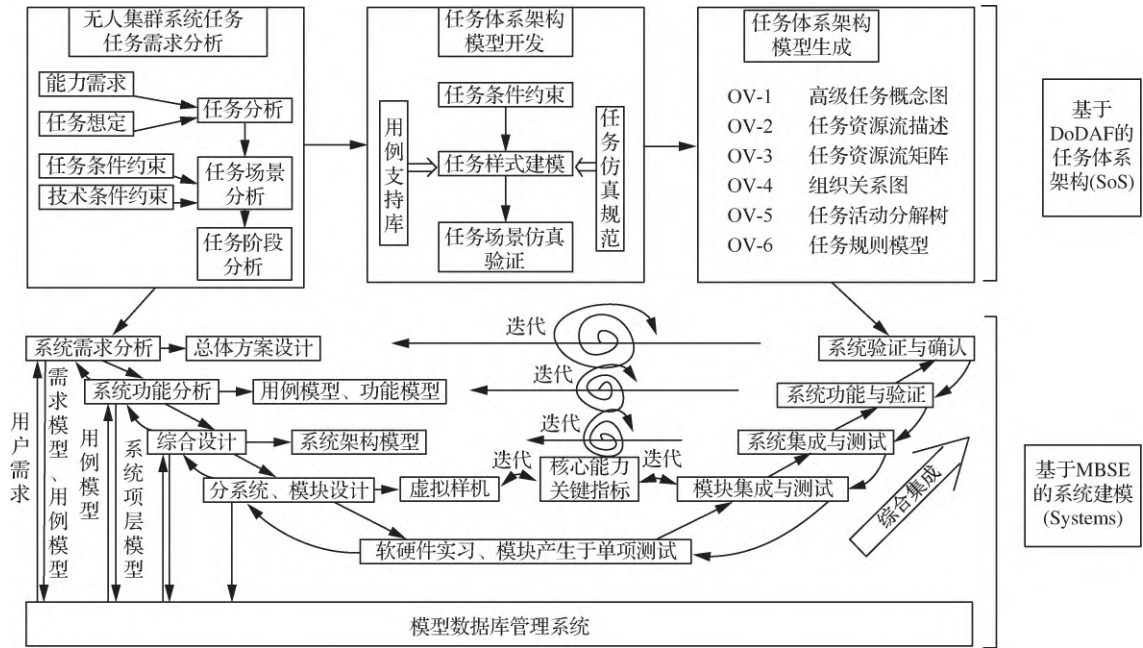 无人集群系统任务
任务需求分析
能力需求
任务想定
任务分析
任务条件约束
技术条件约束
任务场景
分析
任务阶段
分析
任务体系架构
模型开发
任务条件约束
用例支持库
任务样式建模
任务仿真规范
任务场景仿真
验证
任务体系架构
模型生成
OV-1 高级任务概念图
OV-2 任务资源流描述
OV-3 任务资源流矩阵
OV-4 组织关系图
OV-5 任务活动分解树
OV-6 任务规则模型
基于
DoDAF的
任务体系
架构(SoS)
系统需求分析
总体方案设计
迭代
系统验证与确认
系统功能分析
用例模型、功能模型
迭代
系统功能与验证
综合设计
系统架构模型
迭代
系统集成与测试
分系统、模块设计
虚拟样机
迭代
核心能力
关键指标
迭代
模块集成与测试
软硬件实习、模块产生于单项测试
用户需求
需求模型、用例模型
用例模型
系统项层模型
综合集成
基于MBSE
的系统建模
(Systems)
模型数据库管理系统